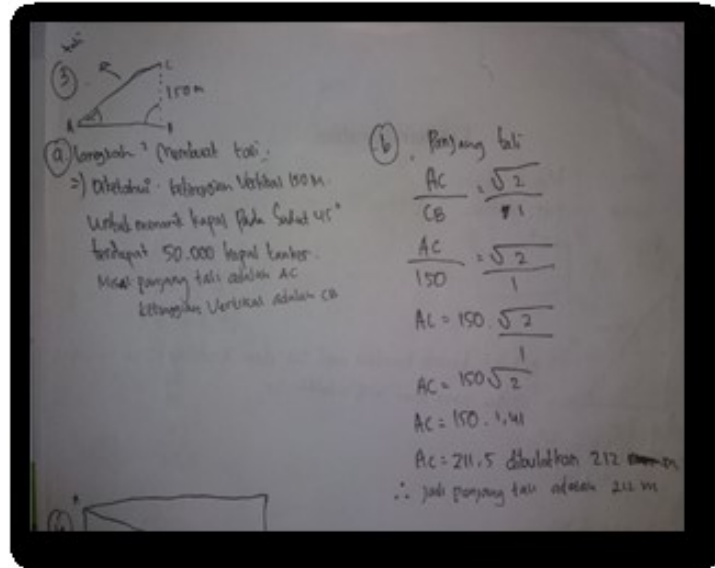 tali
③
C
150 m
A
B
ⓐ langkah² Membuat tali.
=) Diketahui. ketinggian Vertikal 150 m.
Untuk menarik kapal Pada Sudut 45°
terdapat 50.000 kapal tanker.
Misal panjang tali adalah AC
ketinggian Vertikal adalah CB
ⓑ. Panjang tali
AC/CB = √2/1
AC/150 = √2/1
AC = 150 . √2/1
AC = 150√2
AC = 150 . 1,41
AC = 211.5 dibulatkan 212 m
∴ jadi panjang tali adalah 212 m